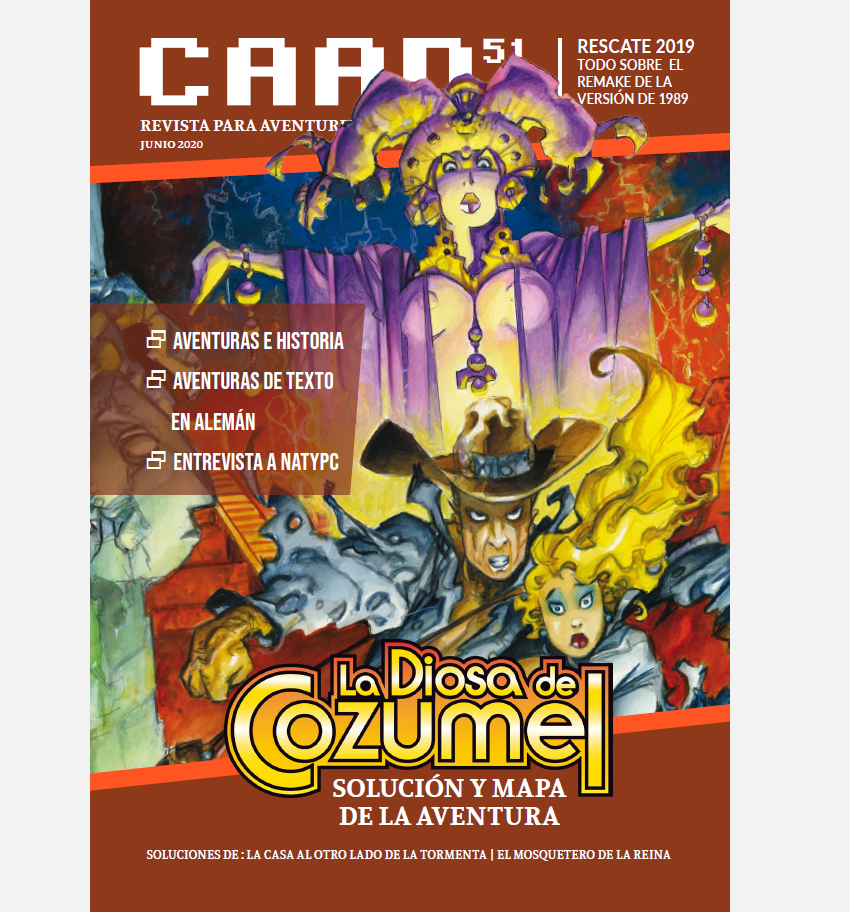 CAAD 51
RESCATE 2019
TODO SOBRE EL
REMAKE DE LA
VERSIÓN DE 1989
REVISTA PARA
JUNIO 2020
AVENTURAS E HISTORIA
AVENTURAS DE TEXTO
EN ALEMÁN
ENTREVISTA A NATYPC
La Diosa de
Cozumel
SOLUCIÓN Y MAPA
DE LA AVENTURA
SOLUCIONES DE : LA CASA AL OTRO LADO DE LA TORMENTA | EL MOSQUETERO DE LA REINA